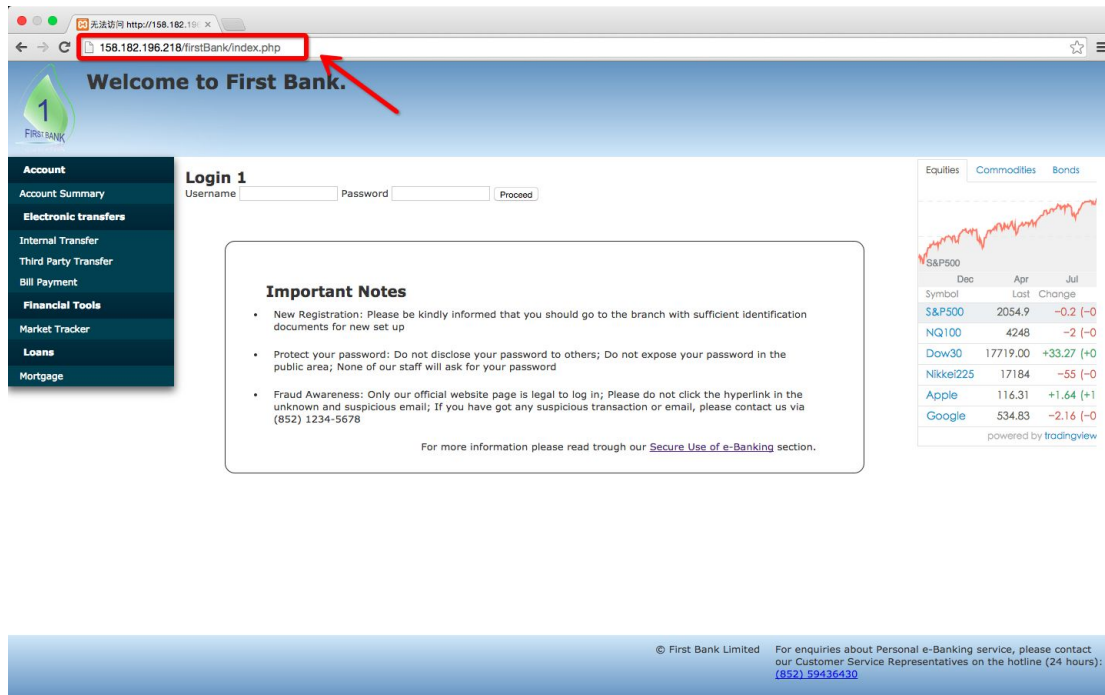 无法访问 http://158.182.196
158.182.196.218/firstBank/index.php
1
FIRST BANK
Welcome to First Bank.
Account
Account Summary
Electronic transfers
Internal Transfer
Third Party Transfer
Bill Payment
Financial Tools
Market Tracker
Loans
Mortgage
Login 1
Username Password Proceed
Important Notes
• New Registration: Please be kindly informed that you should go to the branch with sufficient identification
documents for new set up
• Protect your password: Do not disclose your password to others; Do not expose your password in the
public area; None of our staff will ask for your password
• Fraud Awareness: Only our official website page is legal to log in; Please do not click the hyperlink in the
unknown and suspicious email; If you have got any suspicious transaction or email, please contact us via
(852) 1234-5678
For more information please read trough our Secure Use of e-Banking section.
Equities Commodities Bonds
S&P500
Dec Apr Jul
Symbol Last Change
S&P500 2054.9 −0.2 (−0
NQ100 4248 −2 (−0
Dow30 17719.00 +33.27 (+0
Nikkei225 17184 −55 (−0
Apple 116.31 +1.64 (+1
Google 534.83 −2.16 (−0
powered by tradingview
© First Bank Limited
For enquiries about Personal e-Banking service, please contact
our Customer Service Representatives on the hotline (24 hours):
(852) 59436430